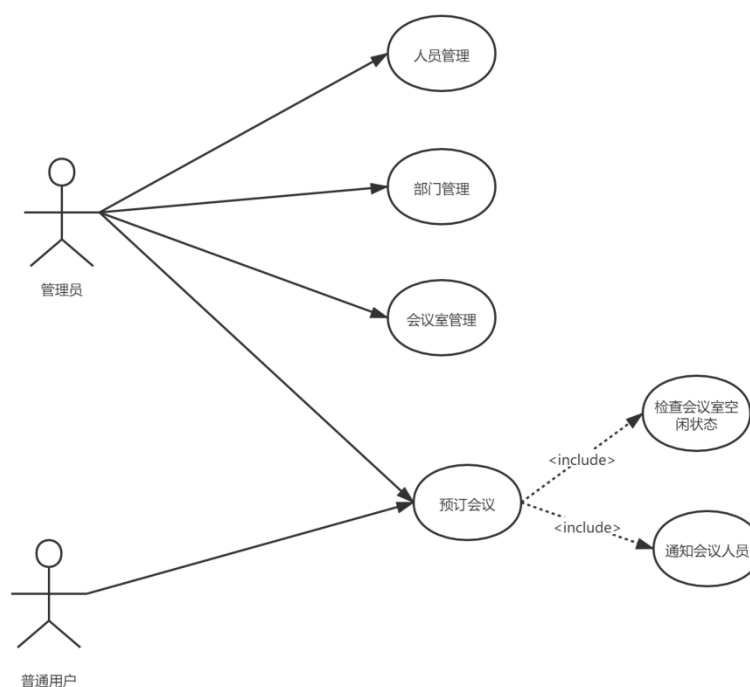 人员管理
部门管理
管理员
会议室管理
检查会议室空
闲状态
<include>
预订会议
<include>
通知会议人员
普通用户